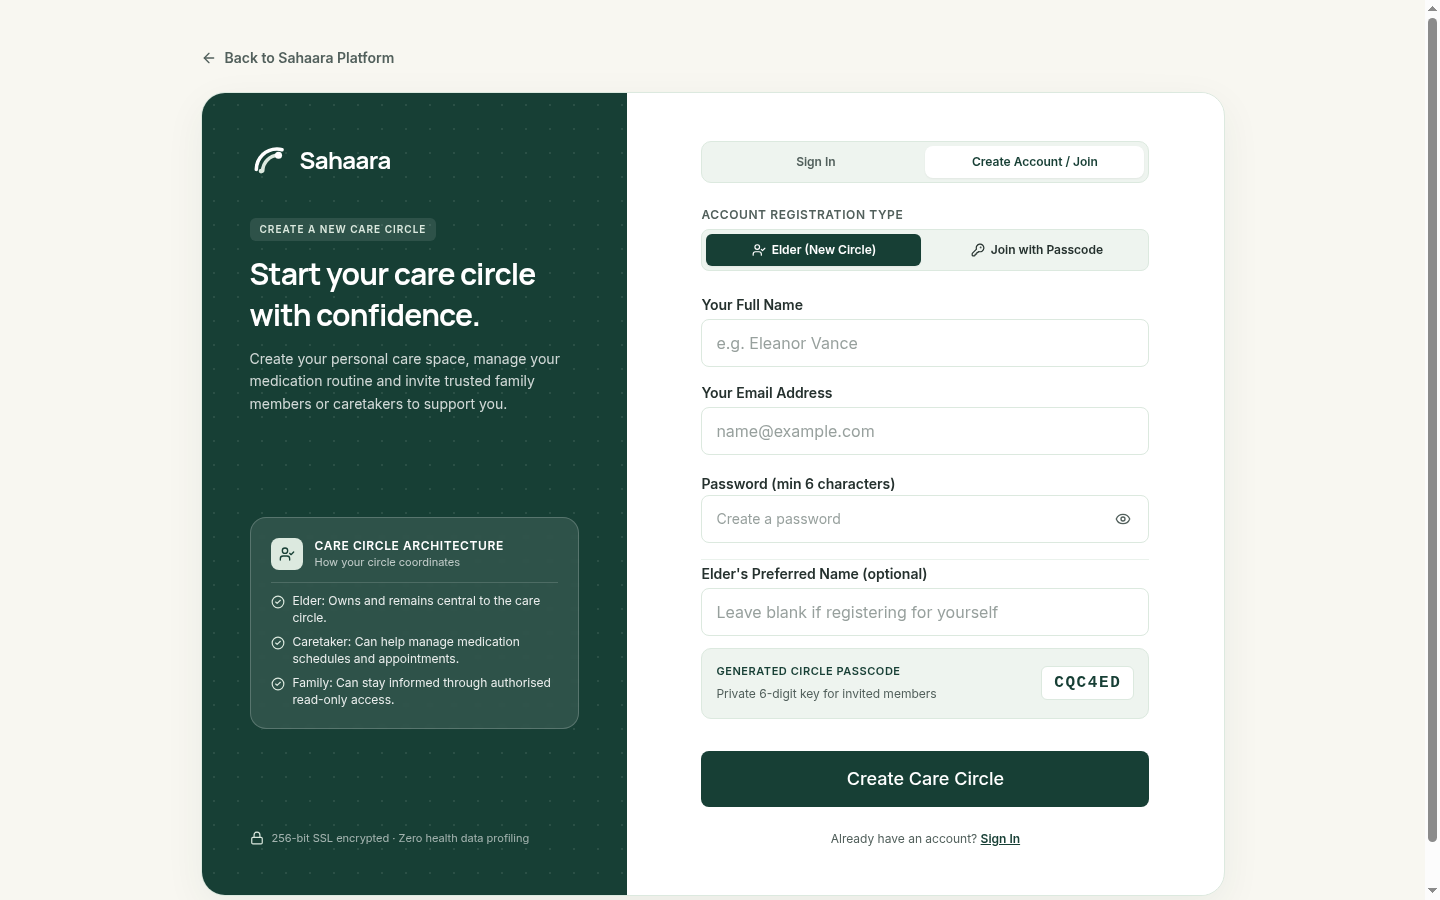 Back to Sahaara Platform
Sahaara
CREATE A NEW CARE CIRCLE
Start your care circle
with confidence.
Create your personal care space, manage your
medication routine and invite trusted family
members or caretakers to support you.
CARE CIRCLE ARCHITECTURE
How your circle coordinates
Elder: Owns and remains central to the care
circle.
Caretaker: Can help manage medication
schedules and appointments.
Family: Can stay informed through authorised
read-only access.
256-bit SSL encrypted · Zero health data profiling
Sign In
Create Account / Join
ACCOUNT REGISTRATION TYPE
Elder (New Circle)
Join with Passcode
Your Full Name
e.g. Eleanor Vance
Your Email Address
name@example.com
Password (min 6 characters)
Create a password
Elder's Preferred Name (optional)
Leave blank if registering for yourself
GENERATED CIRCLE PASSCODE
Private 6-digit key for invited members
CQC4ED
Create Care Circle
Already have an account? Sign In